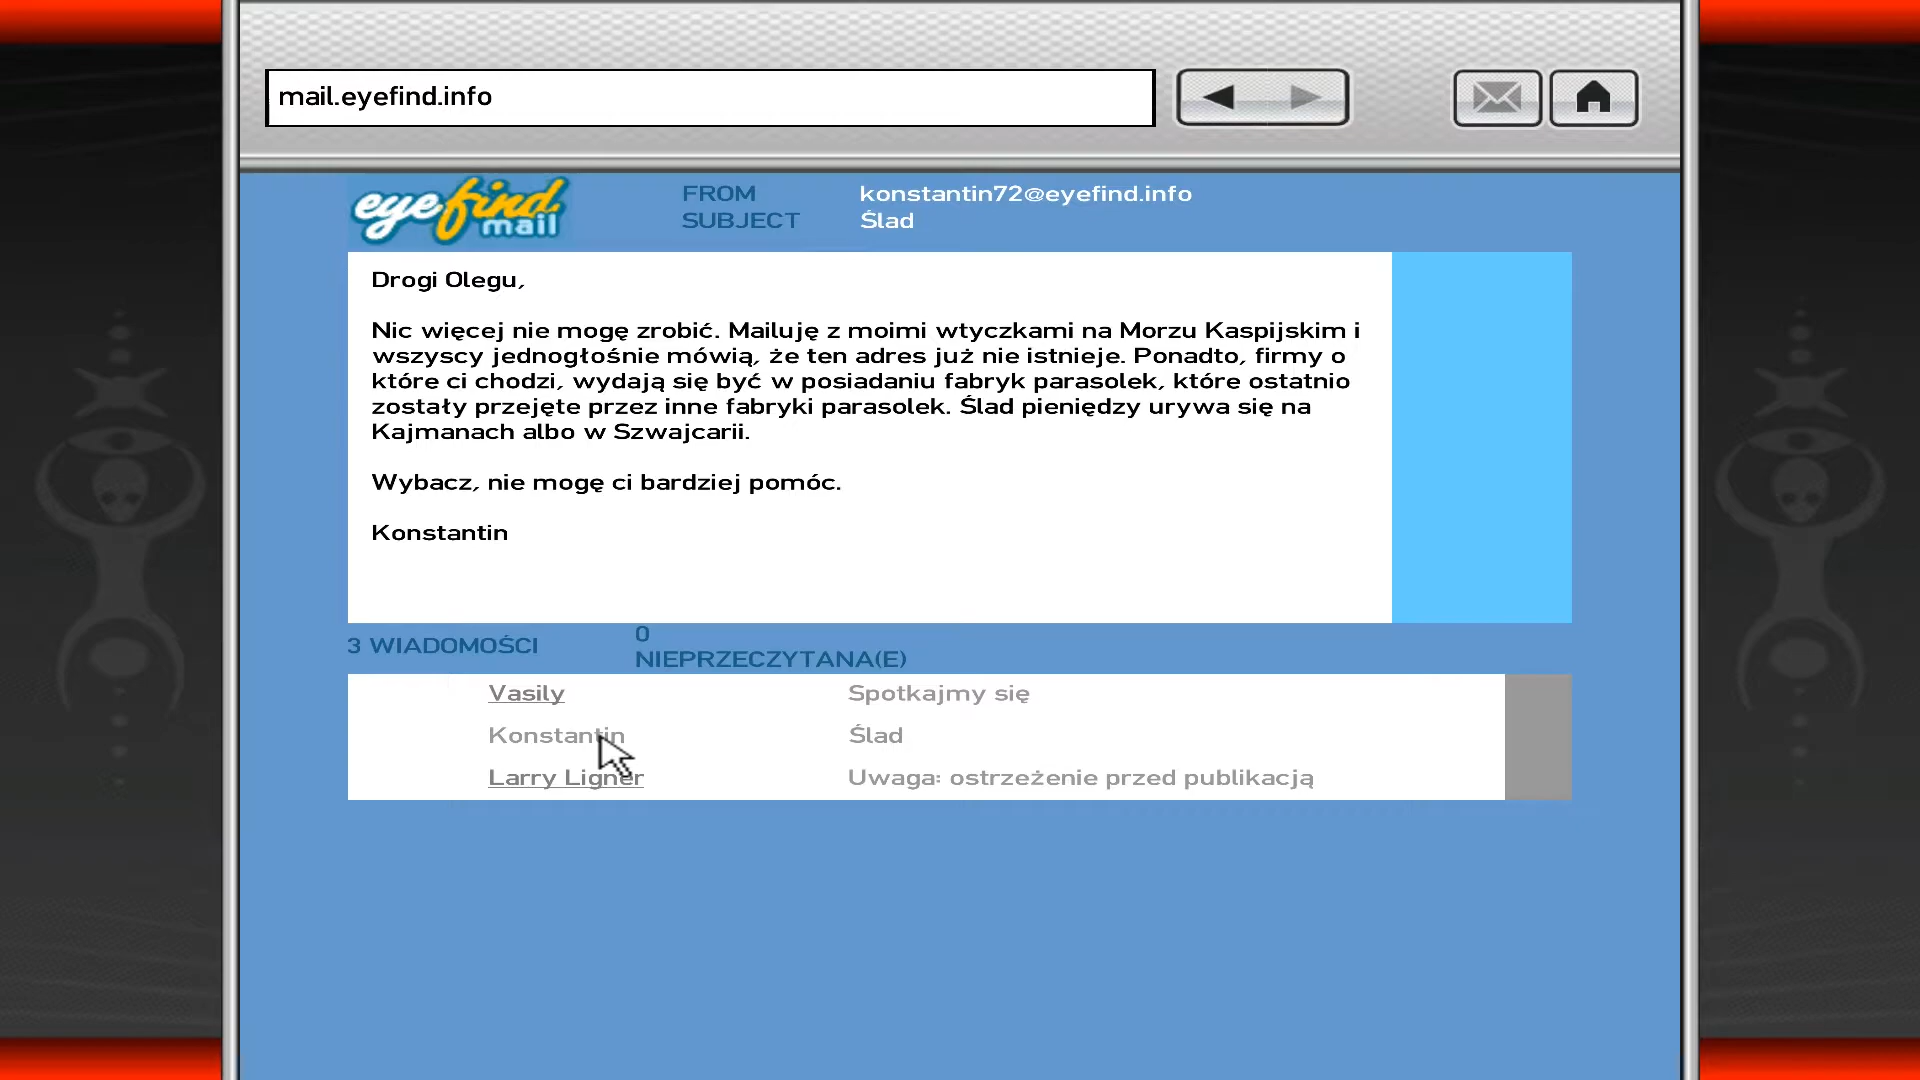 mail.eyefind.info
eyefind mail
FROM konstantin72@eyefind.info
SUBJECT Ślad
Drogi Olegu,
Nic więcej nie mogę zrobić. Mailuję z moimi wtyczkami na Morzu Kaspijskim i
wszyscy jednogłośnie mówią, że ten adres już nie istnieje. Ponadto, firmy o
które ci chodzi, wydają się być w posiadaniu fabryk parasolek, które ostatnio
zostały przejęte przez inne fabryki parasolek. Ślad pieniędzy urywa się na
Kajmanach albo w Szwajcarii.
Wybacz, nie mogę ci bardziej pomóc.
Konstantin
3 WIADOMOŚCI
0
NIEPRZECZYTANA(E)
Vasily Spotkajmy się
Konstantin Ślad
Larry Ligner Uwaga: ostrzeżenie przed publikacją